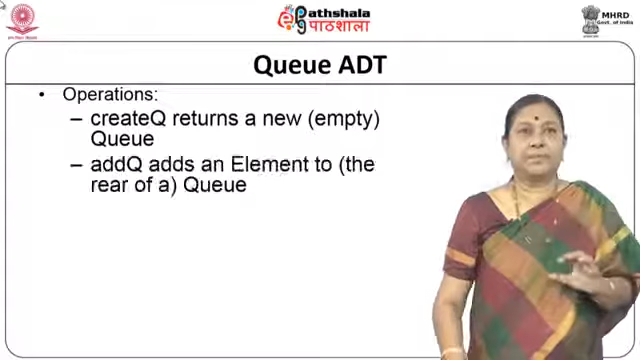 Pathshala
पाठशाला
MHRD
Govt. of India
Queue ADT
• Operations:
– createQ returns a new (empty)
Queue
– addQ adds an Element to (the
rear of a) Queue